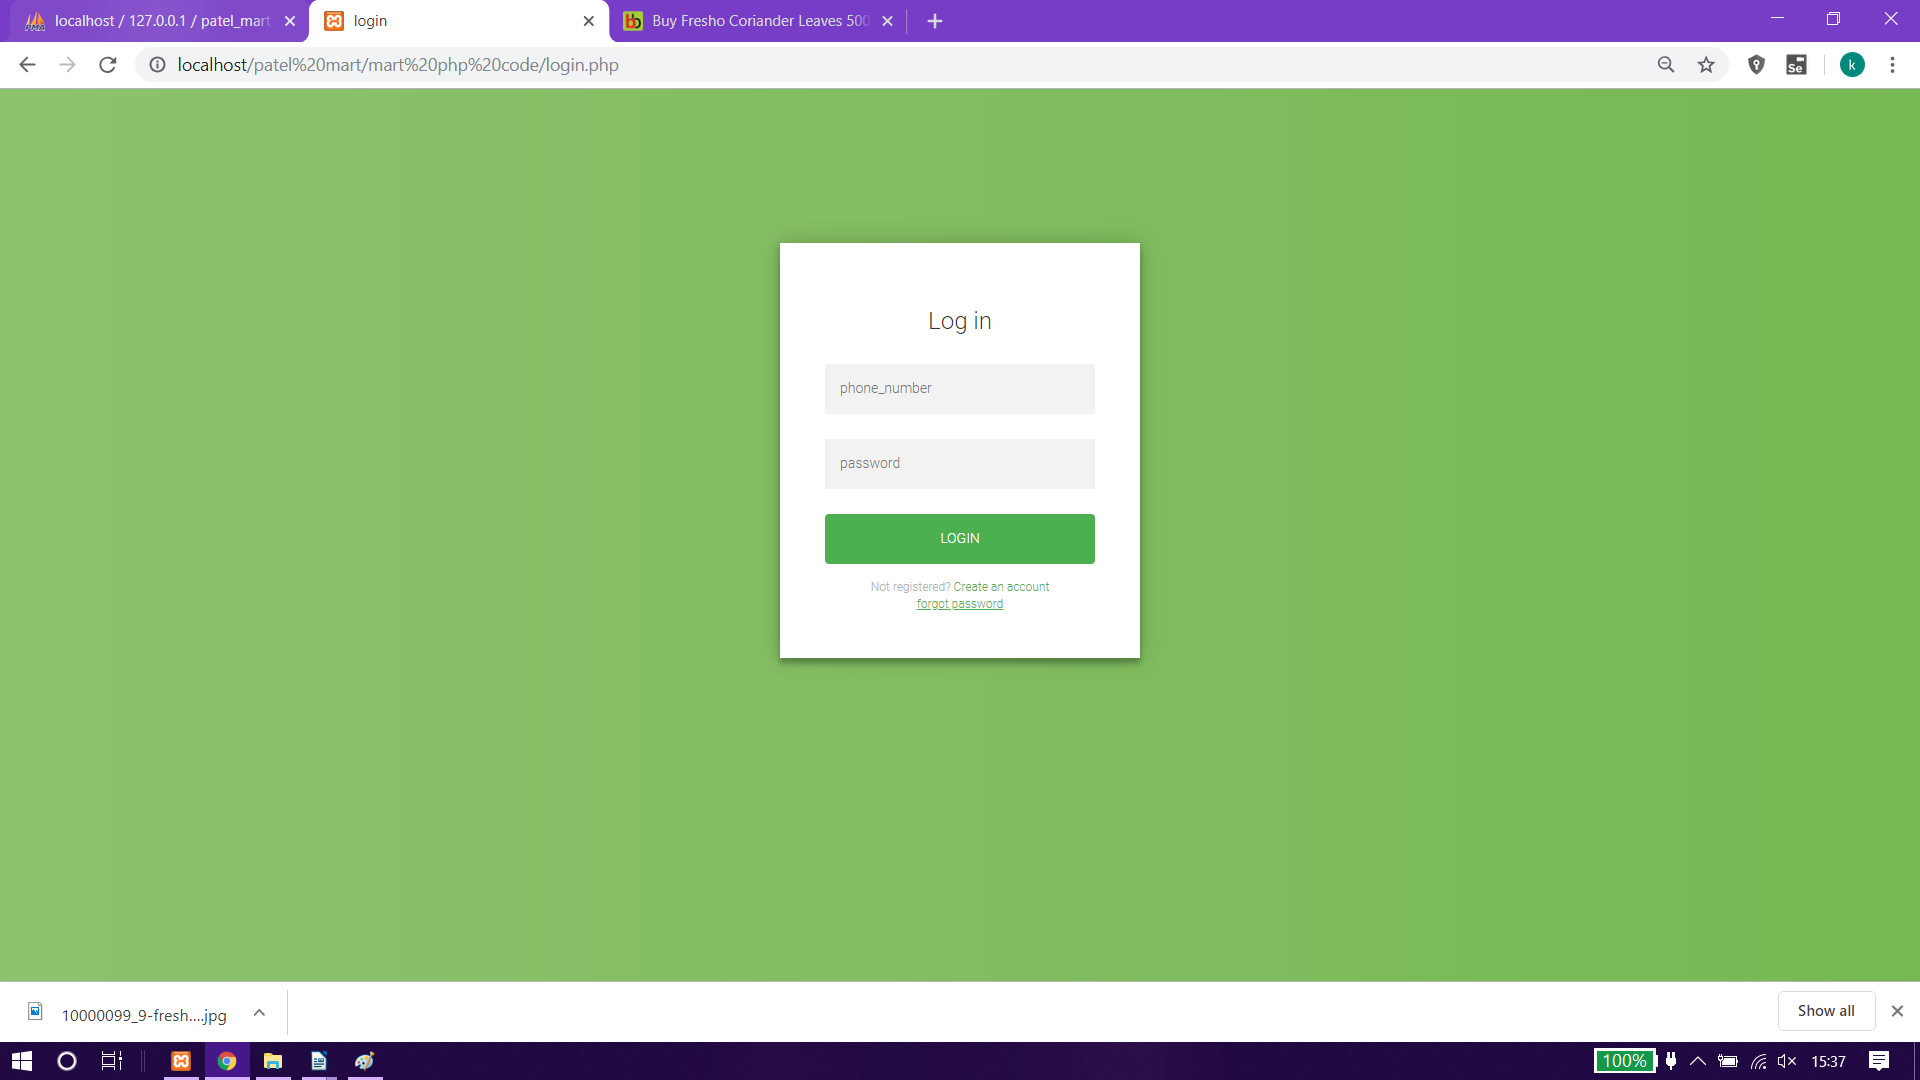 localhost / 127.0.0.1 / patel_mart
login
Buy Fresho Coriander Leaves 500
localhost/patel%20mart/mart%20php%20code/login.php
Se
k
Log in
phone_number
password
LOGIN
Not registered? Create an account
forgot password
10000099_9-fresh....jpg
Show all
100%
15:37